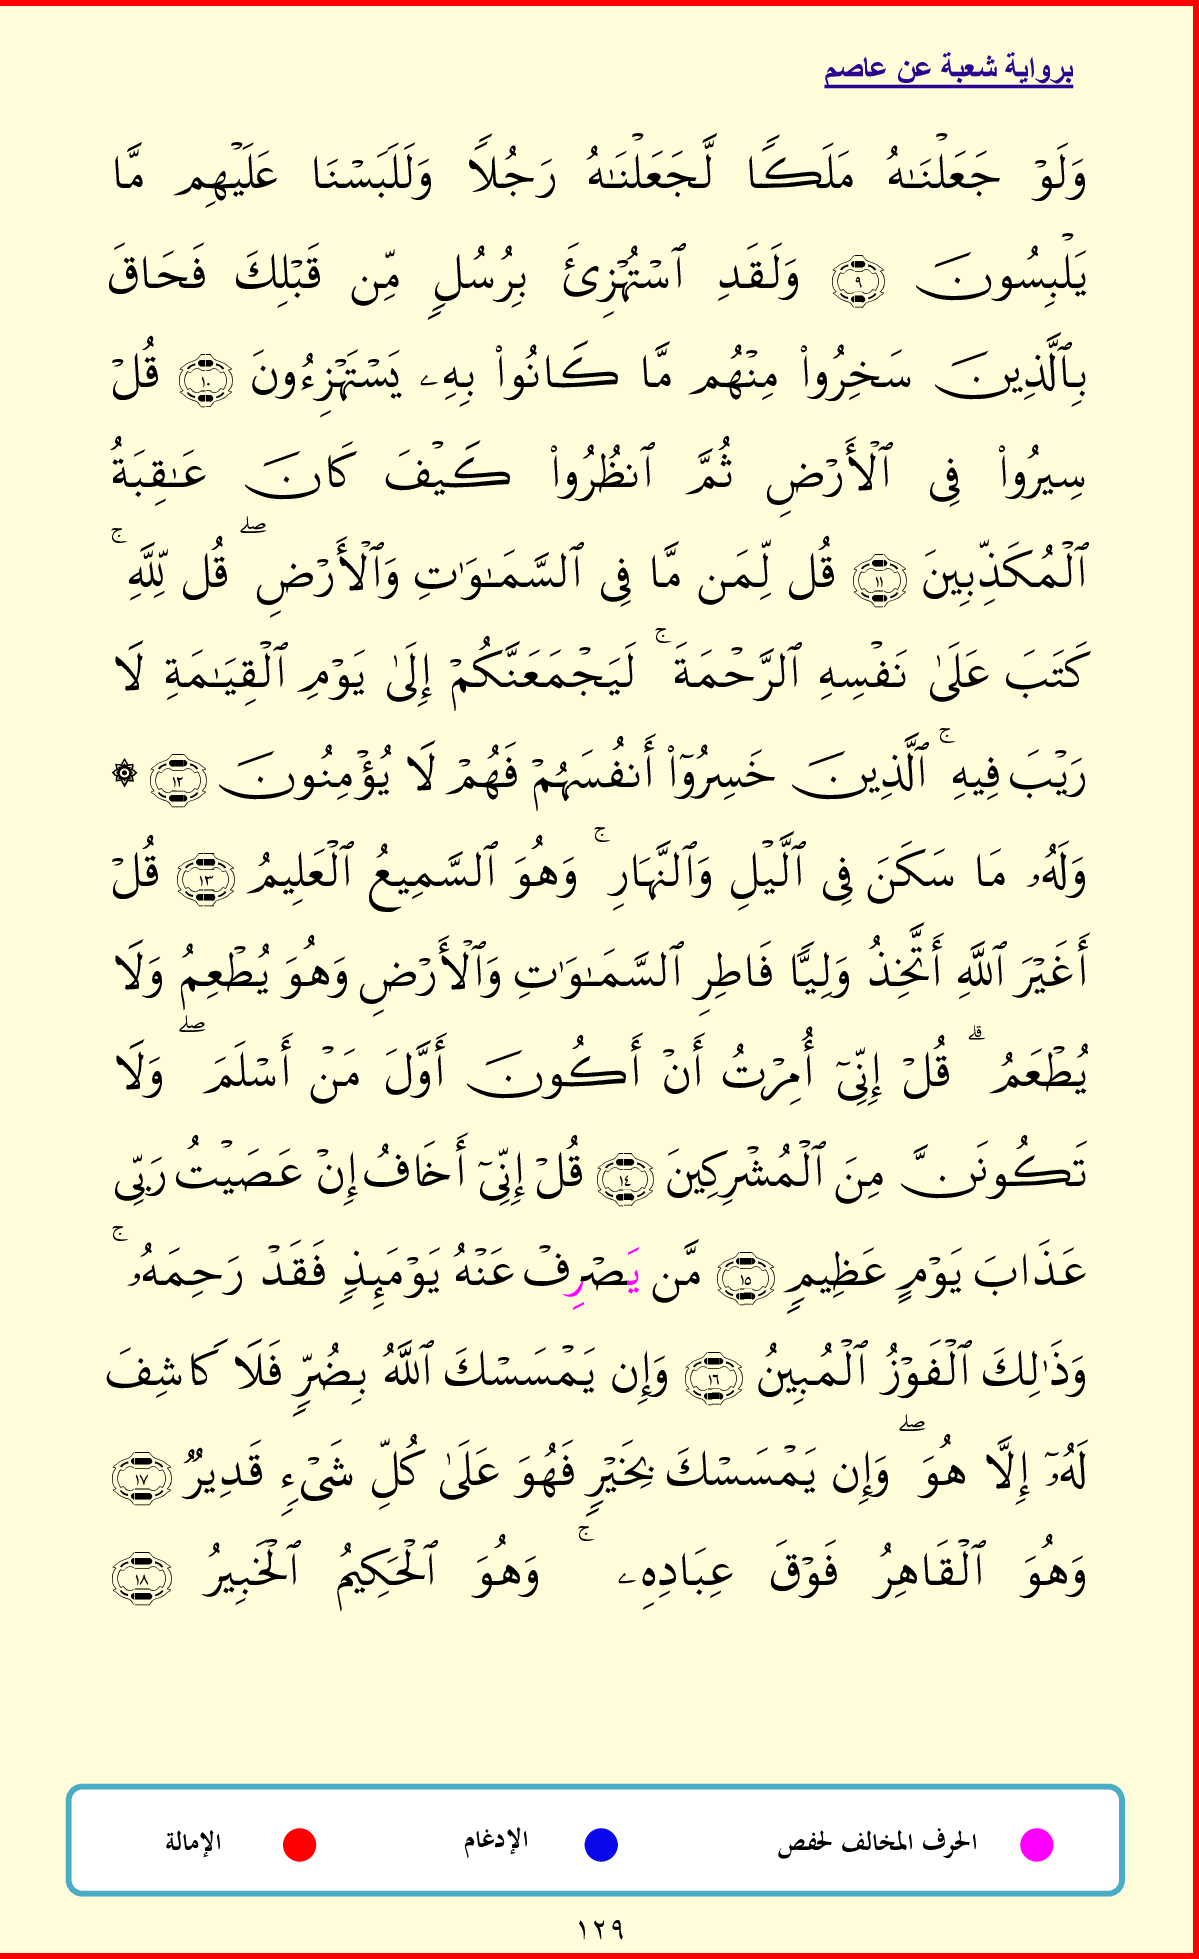 برواية شعبة عن عاصم
وَلَوۡ جَعَلۡنَـٰهُ مَلَكٗا لَّجَعَلۡنَـٰهُ رَجُلٗا وَلَلَبَسۡنَا عَلَيۡهِم مَّا
يَلۡبِسُونَ ٩ وَلَقَدِ ٱسۡتُهۡزِئَ بِرُسُلٖ مِّن قَبۡلِكَ فَحَاقَ
بِٱلَّذِينَ سَخِرُواْ مِنۡهُم مَّا كَانُواْ بِهِۦ يَسۡتَهۡزِءُونَ ١٠ قُلۡ
سِيرُواْ فِي ٱلۡأَرۡضِ ثُمَّ ٱنظُرُواْ كَيۡفَ كَانَ عَـٰقِبَةُ
ٱلۡمُكَذِّبِينَ ١١ قُل لِّمَن مَّا فِي ٱلسَّمَـٰوَٰتِ وَٱلۡأَرۡضِۖ قُل لِّلَّهِۚ
كَتَبَ عَلَىٰ نَفۡسِهِ ٱلرَّحۡمَةَۚ لَيَجۡمَعَنَّكُمۡ إِلَىٰ يَوۡمِ ٱلۡقِيَـٰمَةِ لَا
رَيۡبَ فِيهِۚ ٱلَّذِينَ خَسِرُوٓاْ أَنفُسَهُمۡ فَهُمۡ لَا يُؤۡمِنُونَ ١٢ ۞
وَلَهُۥ مَا سَكَنَ فِي ٱلَّيۡلِ وَٱلنَّهَارِۚ وَهُوَ ٱلسَّمِيعُ ٱلۡعَلِيمُ ١٣ قُلۡ
أَغَيۡرَ ٱللَّهِ أَتَّخِذُ وَلِيّٗا فَاطِرِ ٱلسَّمَـٰوَٰتِ وَٱلۡأَرۡضِ وَهُوَ يُطۡعِمُ وَلَا
يُطۡعَمُۗ قُلۡ إِنِّيٓ أُمِرۡتُ أَنۡ أَكُونَ أَوَّلَ مَنۡ أَسۡلَمَۖ وَلَا
تَكُونَنَّ مِنَ ٱلۡمُشۡرِكِينَ ١٤ قُلۡ إِنِّيٓ أَخَافُ إِنۡ عَصَيۡتُ رَبِّي
عَذَابَ يَوۡمٍ عَظِيمٖ ١٥ مَّن يَصۡرِفۡ عَنۡهُ يَوۡمَئِذٖ فَقَدۡ رَحِمَهُۥۚ
وَذَٰلِكَ ٱلۡفَوۡزُ ٱلۡمُبِينُ ١٦ وَإِن يَمۡسَسۡكَ ٱللَّهُ بِضُرّٖ فَلَا كَاشِفَ
لَهُۥٓ إِلَّا هُوَۖ وَإِن يَمۡسَسۡكَ بِخَيۡرٖ فَهُوَ عَلَىٰ كُلِّ شَيۡءٖ قَدِيرٞ ١٧
وَهُوَ ٱلۡقَاهِرُ فَوۡقَ عِبَادِهِۦۚ وَهُوَ ٱلۡحَكِيمُ ٱلۡخَبِيرُ ١٨
الحرف المخالف لحفص الإدغام الإمالة
١٢٩